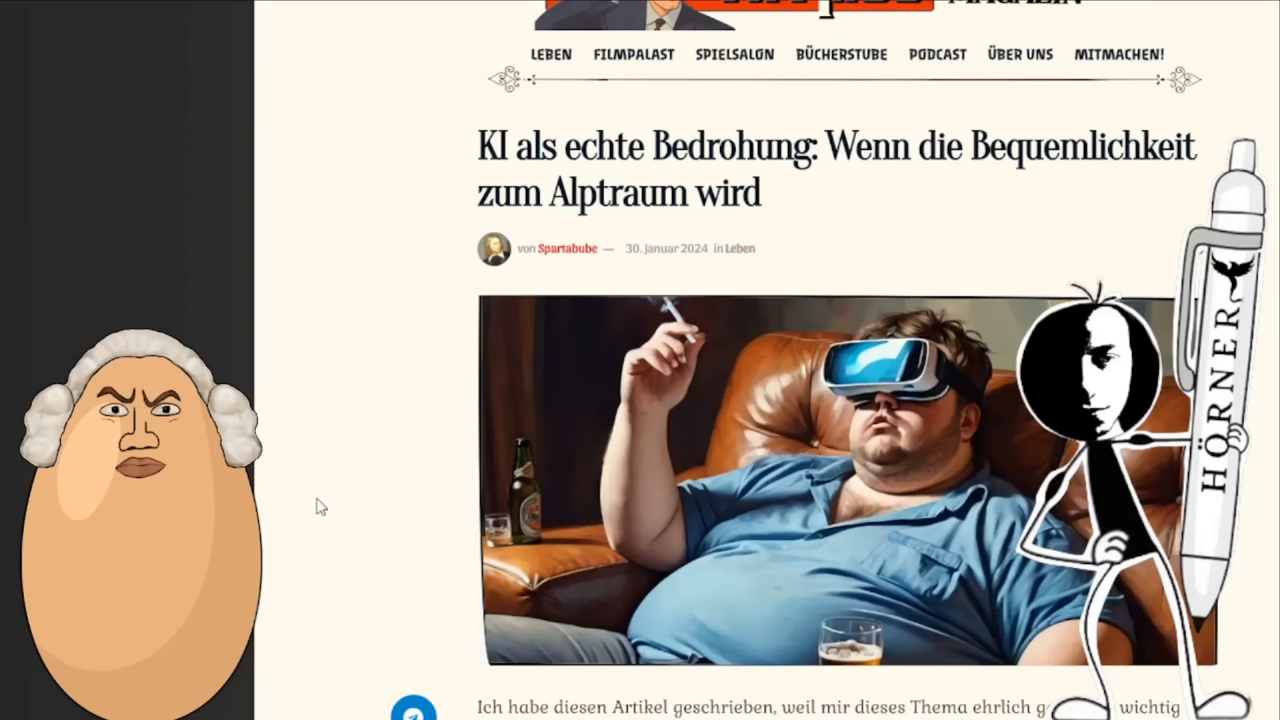 MAGAZIN
LEBEN FILMPALAST SPIELSALON BÜCHERSTUBE PODCAST ÜBER UNS MITMACHEN!
KI als echte Bedrohung: Wenn die Bequemlichkeit
zum Alptraum wird
von Spartabube — 30. Januar 2024 in Leben
HÖRNER
Ich habe diesen Artikel geschrieben, weil mir dieses Thema ehrlich wichtig